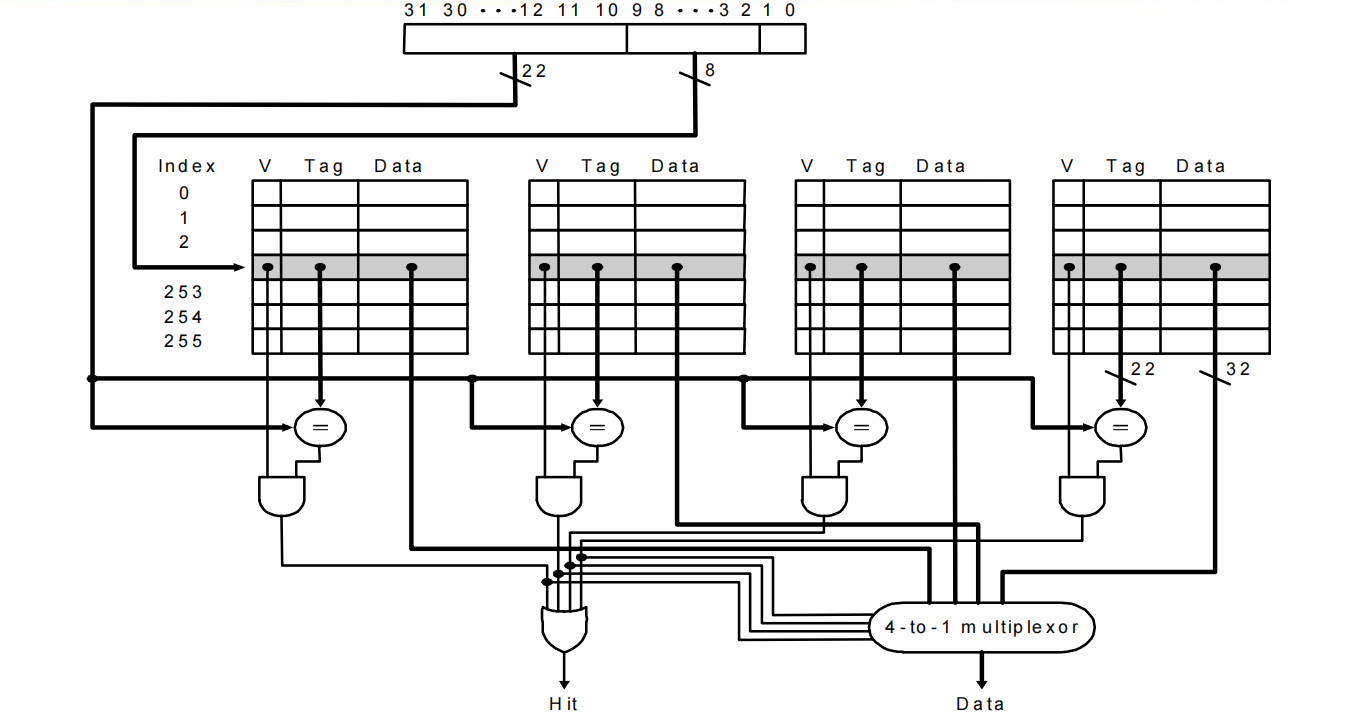 31 30 · · · 12 11 10 9 8 · · · 3 2 1 0
22 8
Index V Tag Data V Tag Data V Tag Data V Tag Data
0
1
2
253
254
255
22 32
= = = =
4-to-1 multiplexor
Hit Data